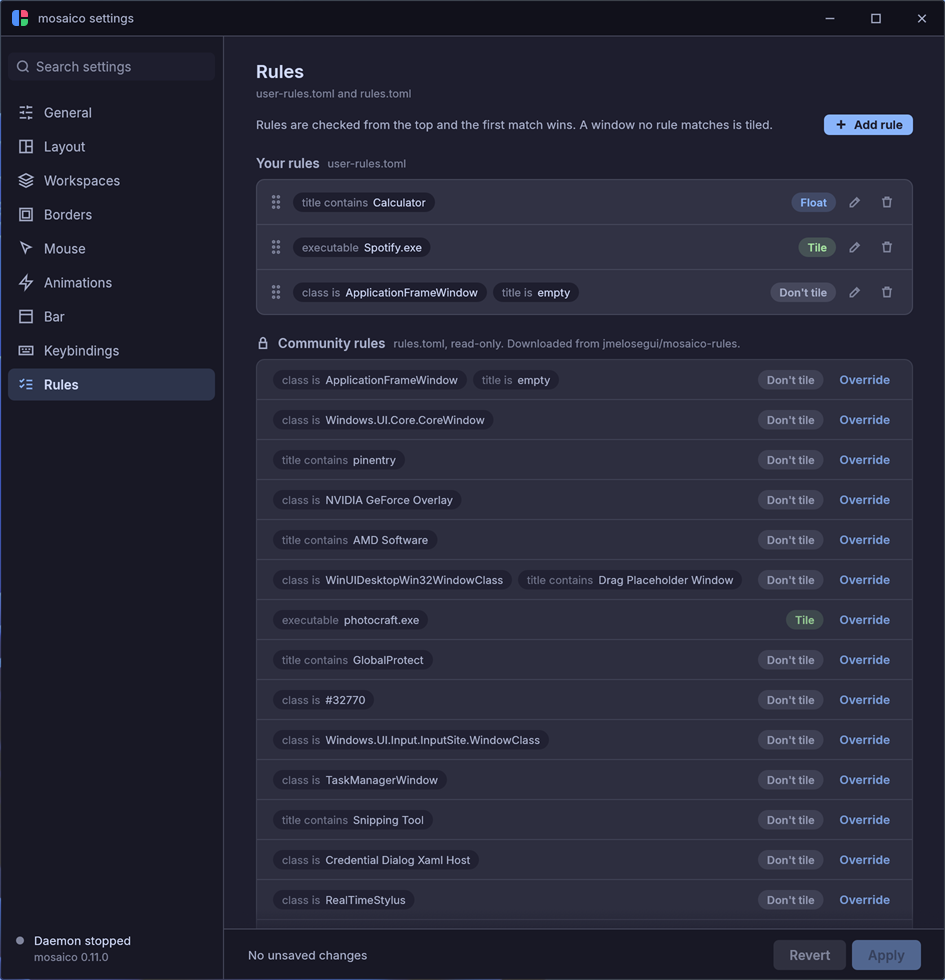 mosaico settings
Search settings
General
Layout
Workspaces
Borders
Mouse
Animations
Bar
Keybindings
Rules
Daemon stopped
mosaico 0.11.0
Rules
user-rules.toml and rules.toml
Rules are checked from the top and the first match wins. A window no rule matches is tiled.
+ Add rule
Your rules user-rules.toml
title contains Calculator Float
executable Spotify.exe Tile
class is ApplicationFrameWindow title is empty Don't tile
Community rules rules.toml, read-only. Downloaded from jmelosegui/mosaico-rules.
class is ApplicationFrameWindow title is empty Don't tile Override
class is Windows.UI.Core.CoreWindow Don't tile Override
title contains pinentry Don't tile Override
class is NVIDIA GeForce Overlay Don't tile Override
title contains AMD Software Don't tile Override
class is WinUIDesktopWin32WindowClass title contains Drag Placeholder Window Don't tile Override
executable photocraft.exe Tile Override
title contains GlobalProtect Don't tile Override
class is #32770 Don't tile Override
class is Windows.UI.Input.InputSite.WindowClass Don't tile Override
class is TaskManagerWindow Don't tile Override
title contains Snipping Tool Don't tile Override
class is Credential Dialog Xaml Host Don't tile Override
class is RealTimeStylus Don't tile Override
No unsaved changes
Revert
Apply